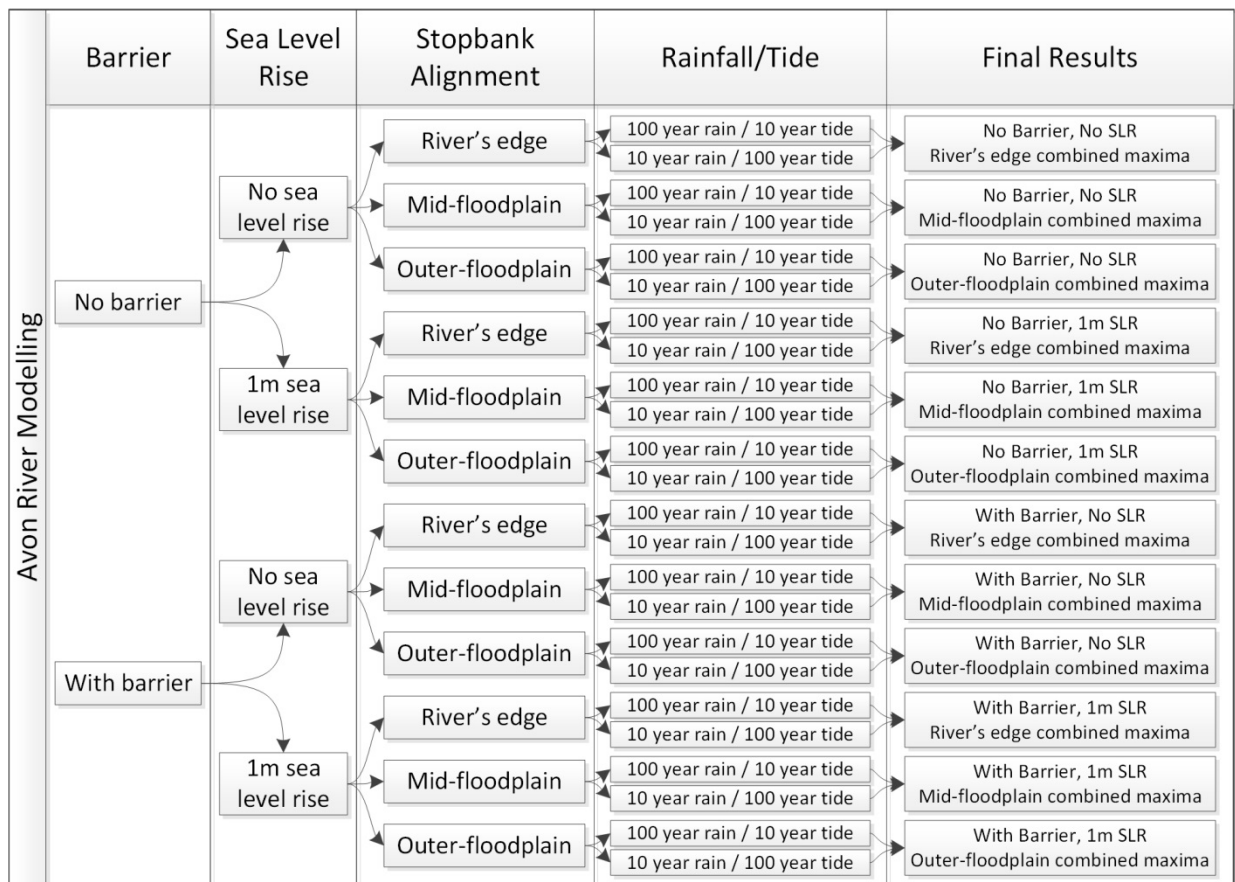 Avon River Modelling
Barrier
Sea Level
Rise
Stopbank
Alignment
Rainfall/Tide
Final Results
No barrier
No sea
level rise
River's edge
100 year rain / 10 year tide
10 year rain / 100 year tide
No Barrier, No SLR
River's edge combined maxima
Mid-floodplain
100 year rain / 10 year tide
10 year rain / 100 year tide
No Barrier, No SLR
Mid-floodplain combined maxima
Outer-floodplain
100 year rain / 10 year tide
10 year rain / 100 year tide
No Barrier, No SLR
Outer-floodplain combined maxima
1m sea
level rise
River's edge
100 year rain / 10 year tide
10 year rain / 100 year tide
No Barrier, 1m SLR
River's edge combined maxima
Mid-floodplain
100 year rain / 10 year tide
10 year rain / 100 year tide
No Barrier, 1m SLR
Mid-floodplain combined maxima
Outer-floodplain
100 year rain / 10 year tide
10 year rain / 100 year tide
No Barrier, 1m SLR
Outer-floodplain combined maxima
With barrier
No sea
level rise
River's edge
100 year rain / 10 year tide
10 year rain / 100 year tide
With Barrier, No SLR
River's edge combined maxima
Mid-floodplain
100 year rain / 10 year tide
10 year rain / 100 year tide
With Barrier, No SLR
Mid-floodplain combined maxima
Outer-floodplain
100 year rain / 10 year tide
10 year rain / 100 year tide
With Barrier, No SLR
Outer-floodplain combined maxima
1m sea
level rise
River's edge
100 year rain / 10 year tide
10 year rain / 100 year tide
With Barrier, 1m SLR
River's edge combined maxima
Mid-floodplain
100 year rain / 10 year tide
10 year rain / 100 year tide
With Barrier, 1m SLR
Mid-floodplain combined maxima
Outer-floodplain
100 year rain / 10 year tide
10 year rain / 100 year tide
With Barrier, 1m SLR
Outer-floodplain combined maxima